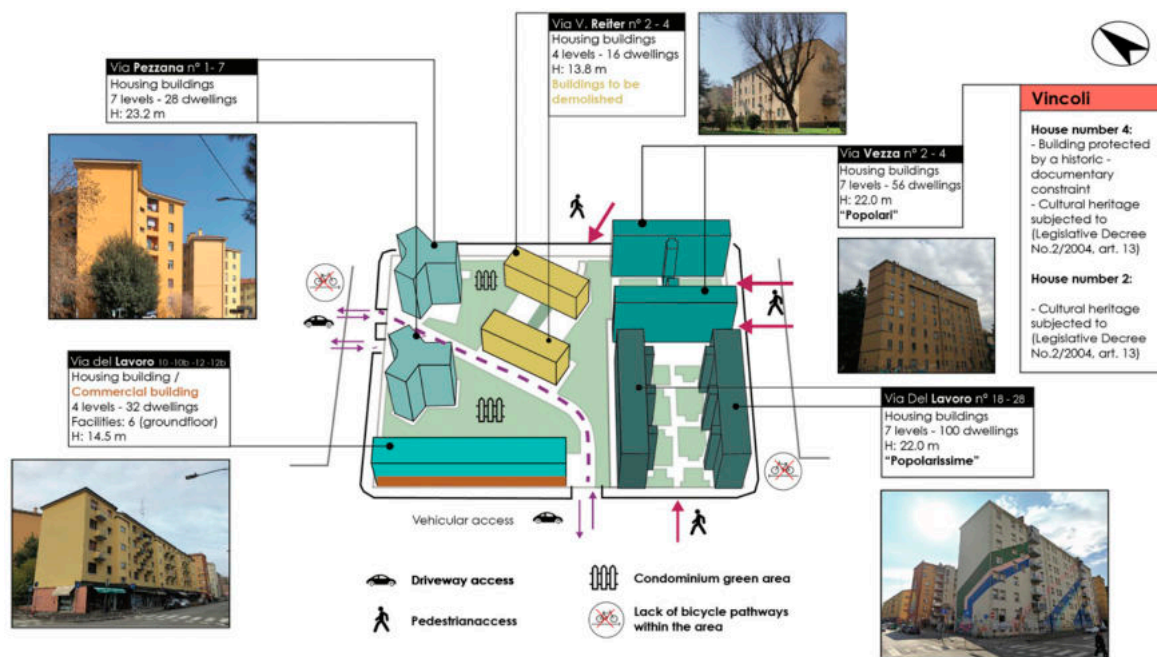 Via V. Reiter n° 2 - 4
Housing buildings
4 levels - 16 dwellings
H: 13.8 m
Buildings to be
demolished
Via Pezzana n° 1- 7
Housing buildings
7 levels - 28 dwellings
H: 23.2 m
Vincoli
House number 4:
- Building protected
by a historic -
documentary
constraint
- Cultural heritage
subjected to
(Legislative Decree
No.2/2004, art. 13)
House number 2:
- Cultural heritage
subjected to
(Legislative Decree
No.2/2004, art. 13)
Via Vezza n° 2 - 4
Housing buildings
7 levels - 56 dwellings
H: 22.0 m
"Popolari"
Via del Lavoro 10 -10b -12 -12b
Housing building /
Commercial building
4 levels - 32 dwellings
Facilities: 6 (groundfloor)
H: 14.5 m
Via Del Lavoro n° 18 - 28
Housing buildings
7 levels - 100 dwellings
H: 22.0 m
"Popolarissime"
Vehicular access
Driveway access
Condominium green area
Pedestrianaccess
Lack of bicycle pathways
within the area